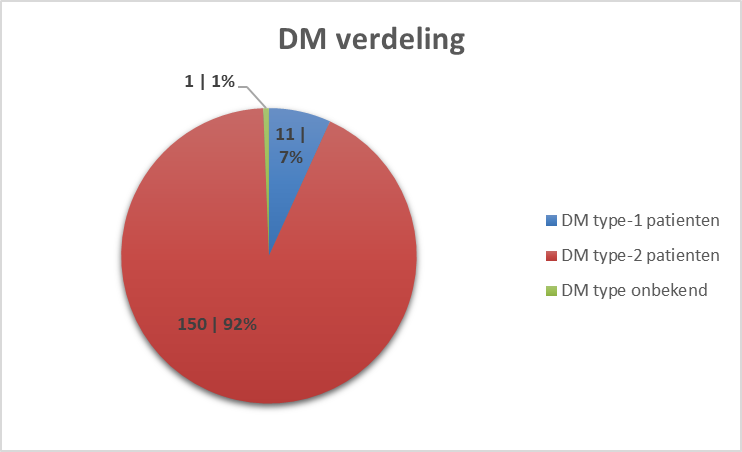 DM verdeling
1 | 1%
11 |
7%
150 | 92%
DM type-1 patienten
DM type-2 patienten
DM type onbekend